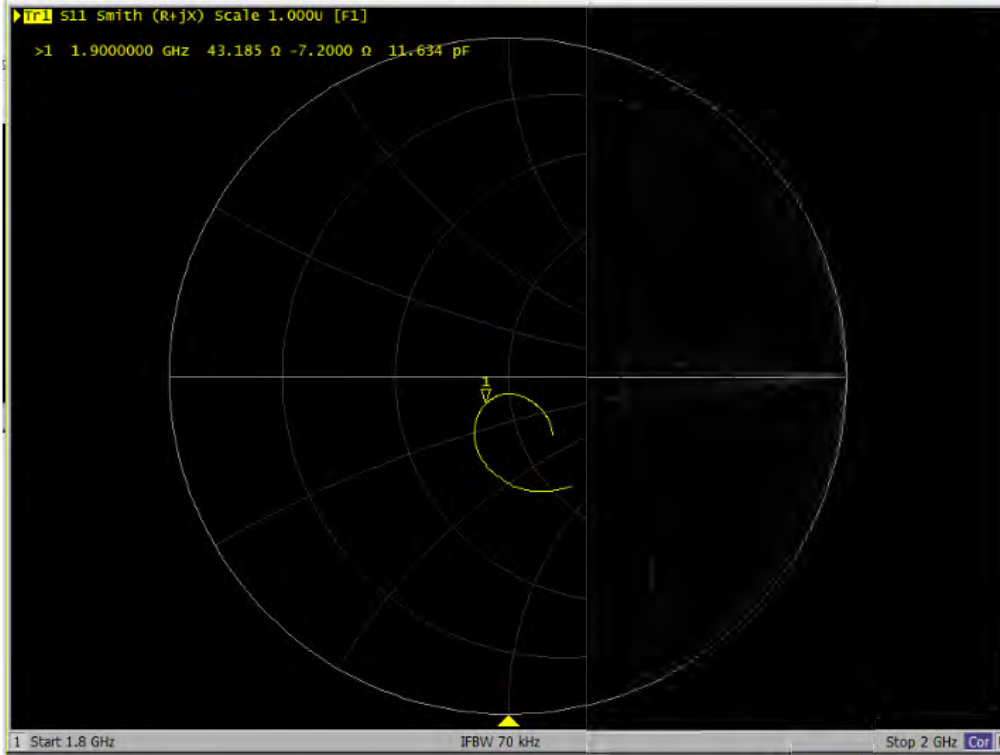 Tr1 S11 Smith (R+jX) Scale 1.000U [F1]
>1 1.9000000 GHz 43.185 Ω -7.2000 Ω 11.634 pF
1
1 Start 1.8 GHz IFBW 70 kHz Stop 2 GHz Cor